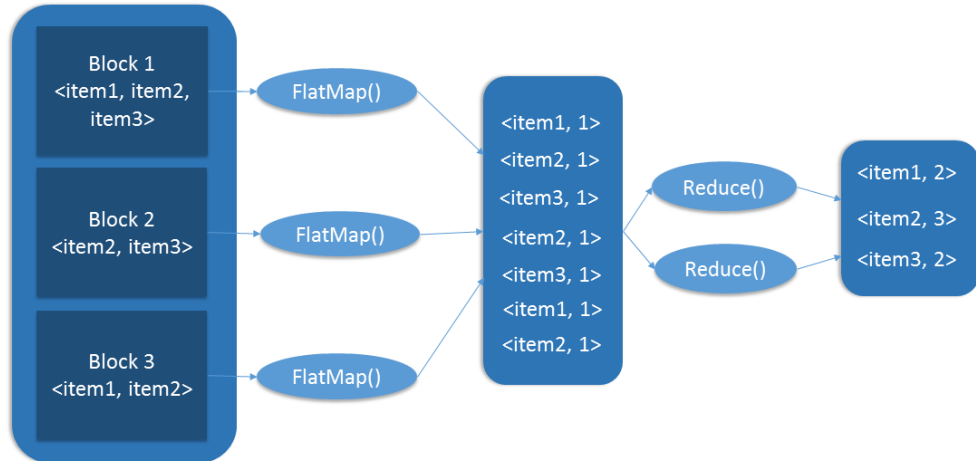 Block 1
<item1, item2,
item3>
FlatMap()
Block 2
<item2, item3>
FlatMap()
Block 3
<item1, item2>
FlatMap()
<item1, 1>
<item2, 1>
<item3, 1>
<item2, 1>
<item3, 1>
<item1, 1>
<item2, 1>
Reduce()
Reduce()
<item1, 2>
<item2, 3>
<item3, 2>